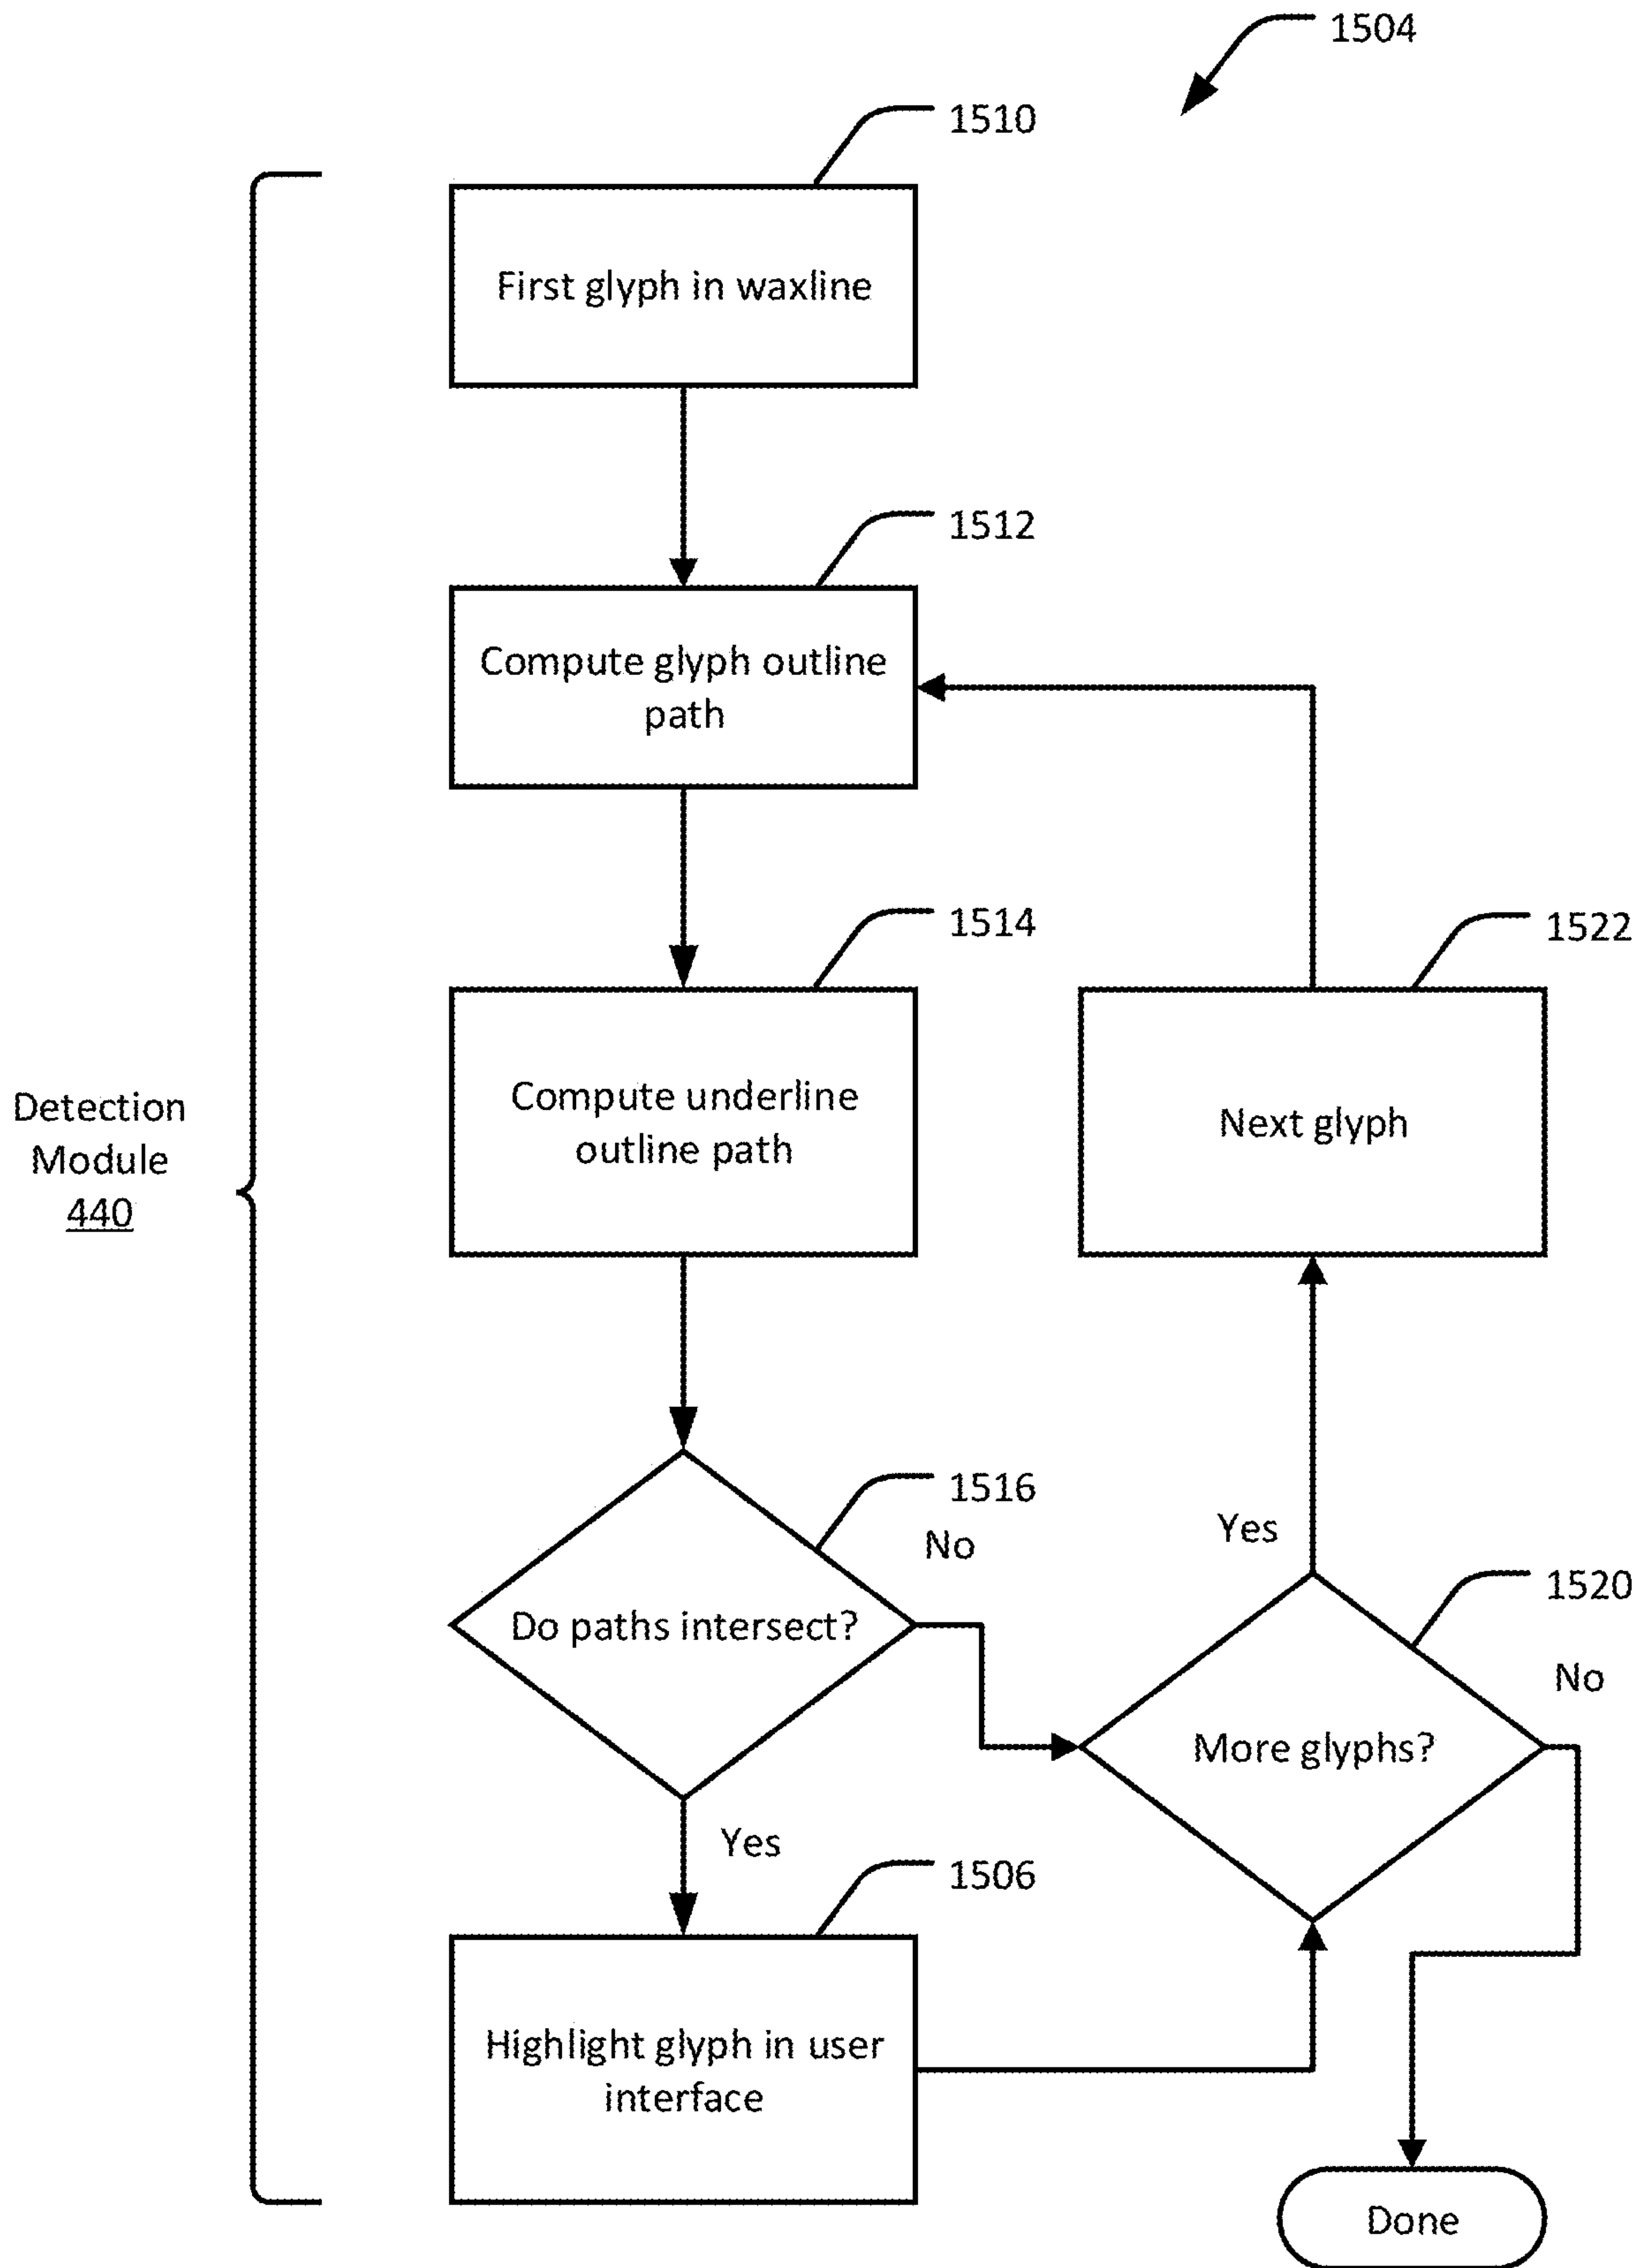 1504
1510
First glyph in waxline
1512
Compute glyph outline
path
1514
1522
Compute underline
outline path
Next glyph
Detection
Module
440
1516
No
Yes
1520
Do paths intersect?
No
More glyphs?
Yes
1506
Highlight glyph in user
interface
Done